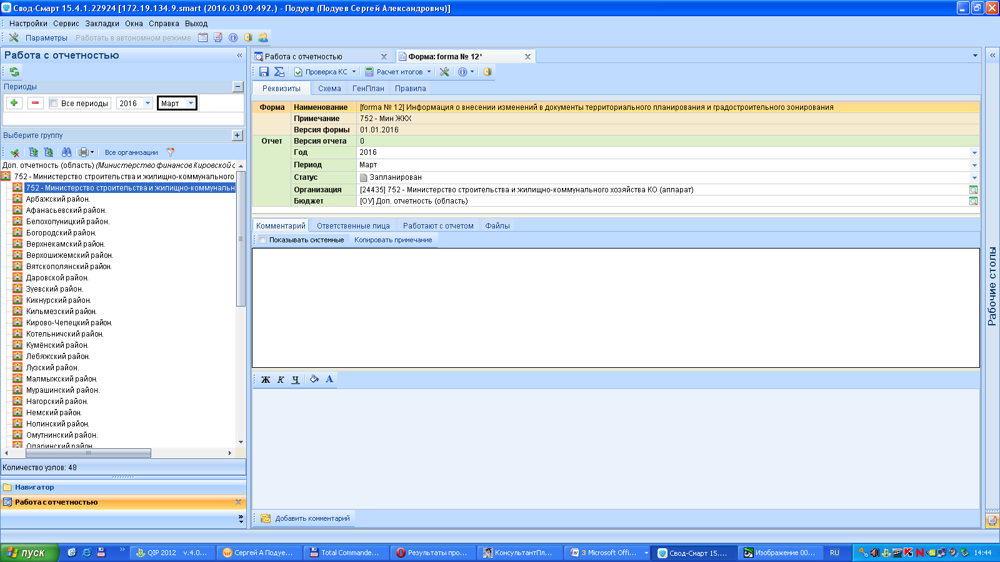 Свод-Смарт 15.4.1.22924 [172.19.134.9.smart (2016.03.09.492.) - Подуев (Подуев Сергей Александрович)]
Настройки Сервис Закладки Окна Справка Выход
Параметры Работать в автономном режиме
Работа с отчетностью
Периоды
Все периоды 2016 Март
Выберите группу
Все организации
Доп. отчетность (область) (Министерство финансов Кировской о
752 - Министерство строительства и жилищно-коммунального
752 - Министерство строительства и жилищно-коммунальн
Арбажский район.
Афанасьевский район.
Белохолуницкий район.
Богородский район.
Верхнекамский район.
Верхошижемский район.
Вятскополянский район.
Даровской район.
Зуевский район.
Кикнурский район.
Кильмезский район.
Кирово-Чепецкий район.
Котельничский район.
Кумёнский район.
Лебяжский район.
Лузский район.
Малмыжский район.
Мурашинский район.
Нагорский район.
Немский район.
Нолинский район.
Омутнинский район.
Опаринский район.
Количество узлов: 48
Навигатор
Работа с отчетностью
Работа с отчетностью
Форма: forma № 12*
Проверка КС Расчет итогов
Реквизиты Схема ГенПлан Правила
Форма Наименование [forma № 12] Информация о внесении изменений в документы территориального планирования и градостроительного зонирования
Примечание 752 - Мин ЖКХ
Версия формы 01.01.2016
Отчет Версия отчета 0
Год 2016
Период Март
Статус Запланирован
Организация [24435] 752 - Министерство строительства и жилищно-коммунального хозяйства КО (аппарат)
Бюджет [ОУ] Доп. отчетность (область)
Комментарий Ответственные лица Работают с отчетом Файлы
Показывать системные Копировать примечание
Ж К Ч А
Добавить комментарий
Рабочие столы
пуск
QIP 2012 v.4.0...
Сергей А Подуе...
Total Commande...
Результаты про...
КонсультантПл...
3 Microsoft Offi...
Свод-Смарт 15....
Изображение 00...
RU
14:44